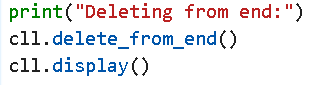 print("Deleting from end:")
cll.delete_from_end()
cll.display()